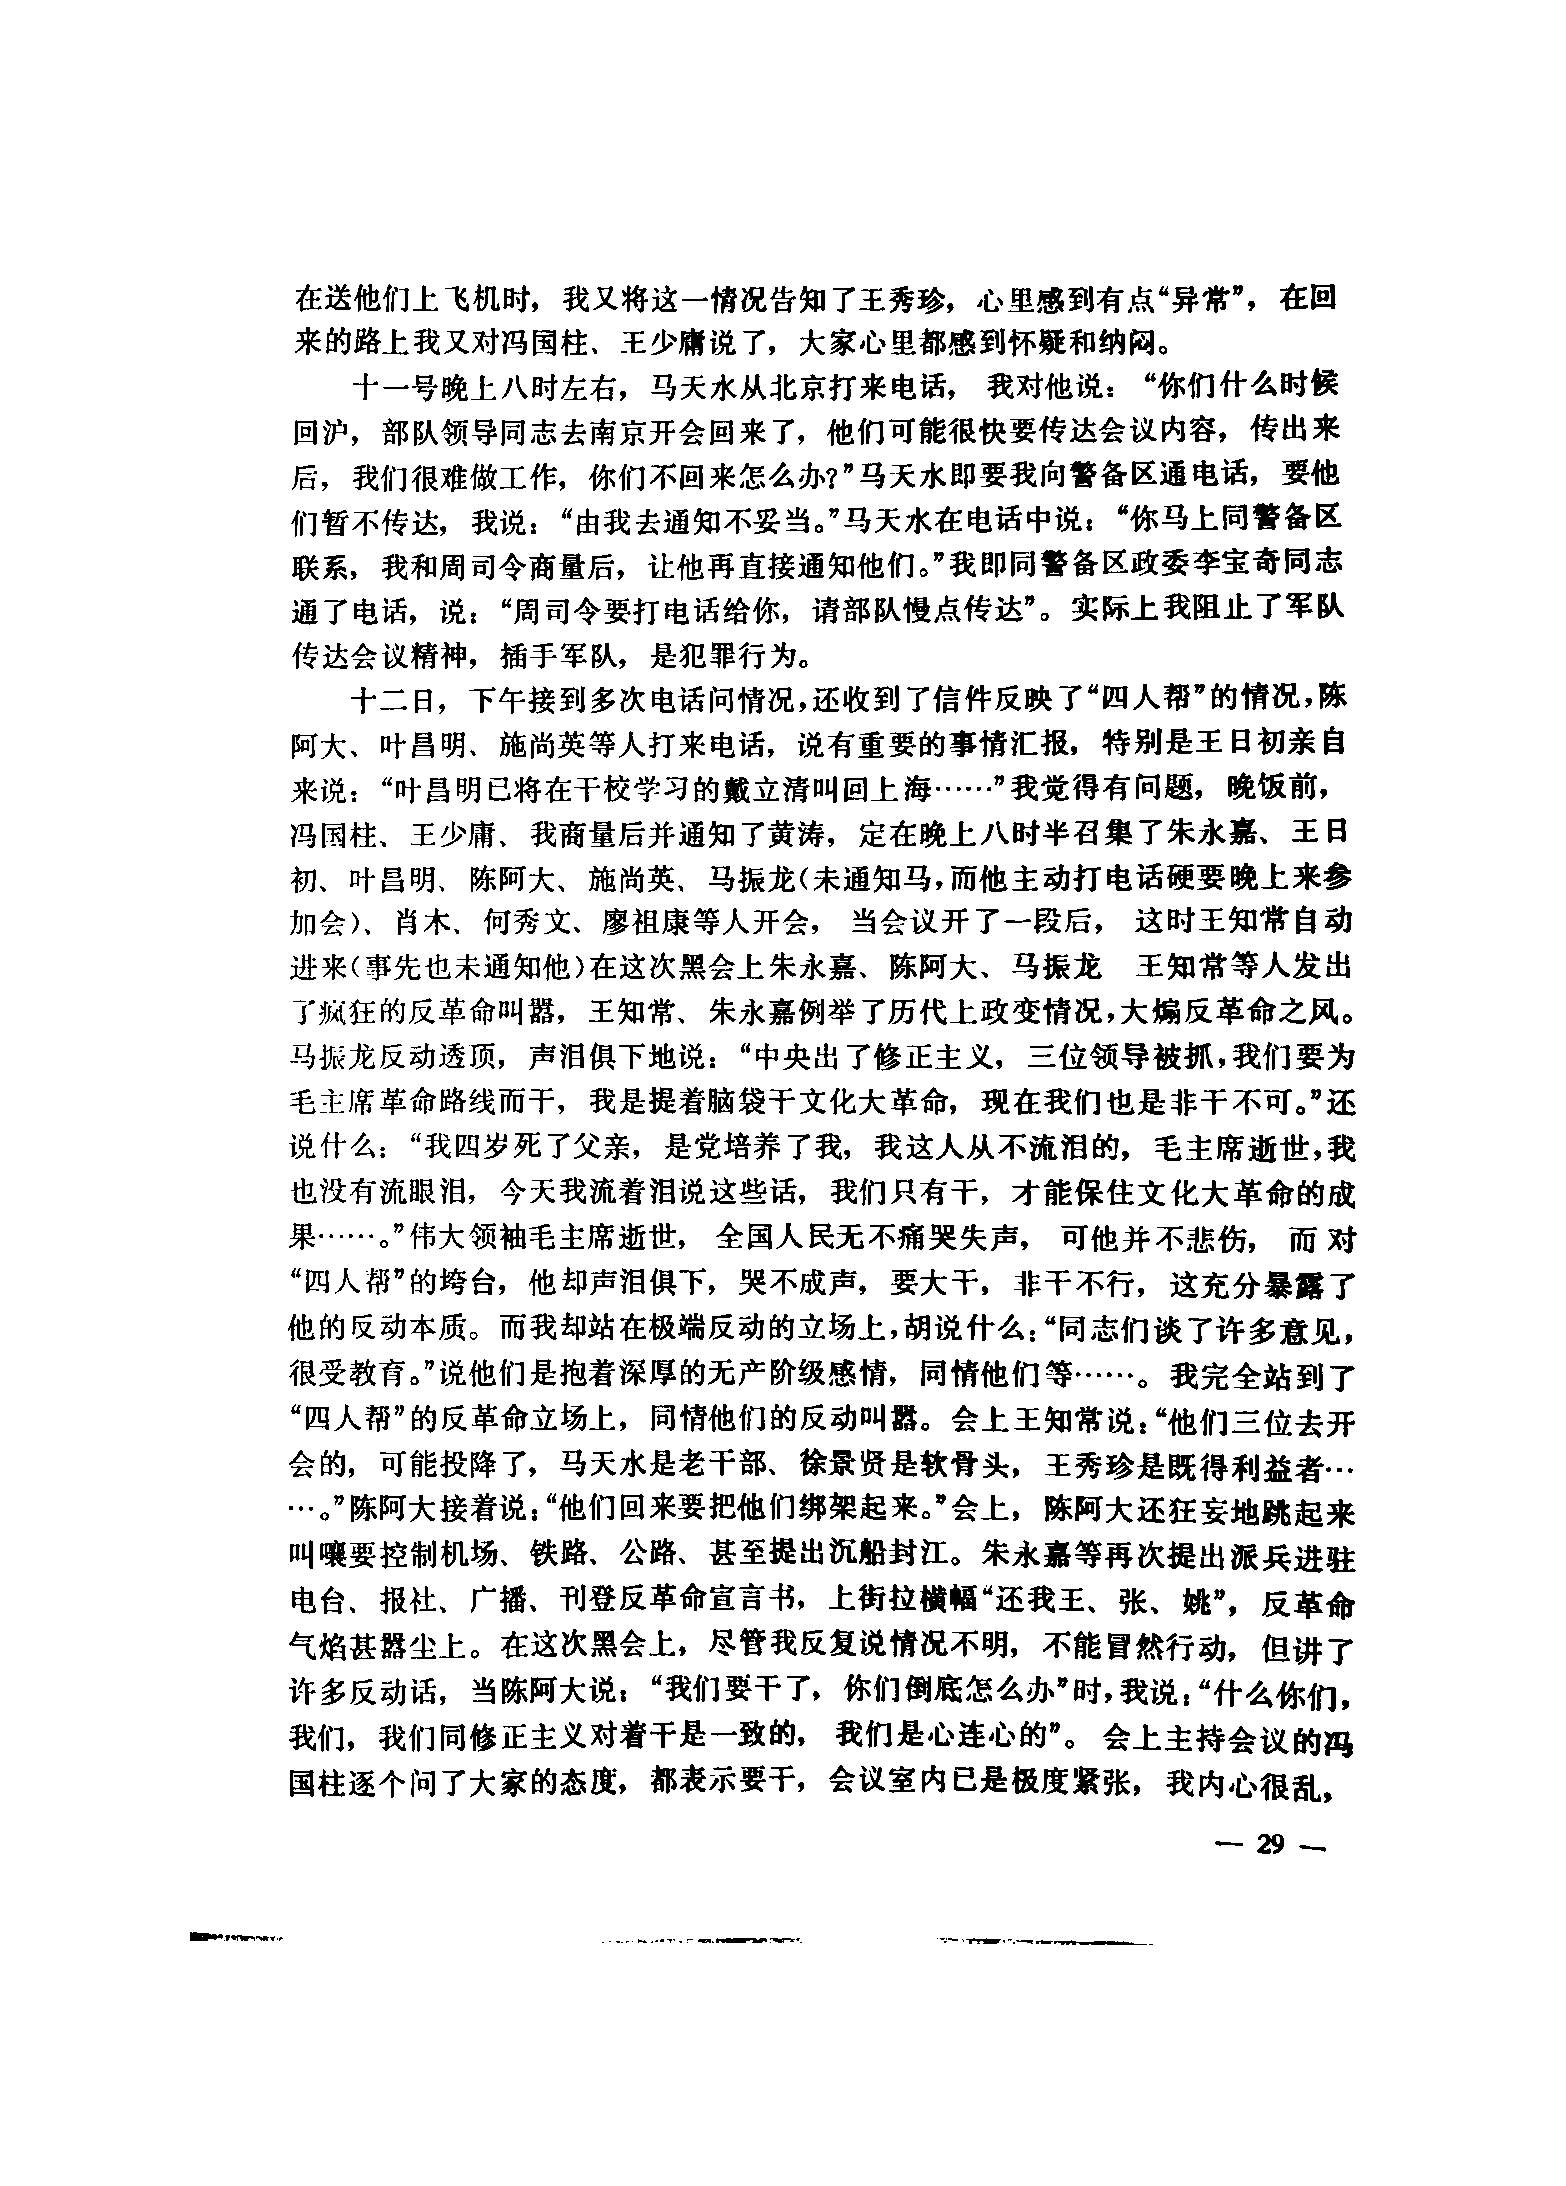 在送他们上飞机时，我又将这一情况告知了王秀珍，心里感到有点“异常”，在回
来的路上我又对冯国柱、王少庸说了，大家心里都感到怀疑和纳闷。
十一号晚上八时左右，马天水从北京打来电话，我对他说：“你们什么时候
回沪，部队领导同志去南京开会回来了，他们可能很快要传达会议内容，传出来
后，我们很难做工作，你们不回来怎么办?”马天水即要我向警备区通电话，要他
们暂不传达，我说：“由我去通知不妥当。”马天水在电话中说：“你马上同警备区
联系，我和周司令商量后，让他再直接通知他们。”我即同警备区政委李宝奇同志
通了电话，说：“周司令要打电话给你，请部队慢点传达”。实际上我阻止了军队
传达会议精神，插手军队，是犯罪行为。
十二日，下午接到多次电话问情况，还收到了信件反映了“四人帮”的情况，陈
阿大、叶昌明、施尚英等人打来电话，说有重要的事情汇报，特别是王日初亲自
来说：“叶昌明已将在干校学习的戴立清叫回上海……”我觉得有问题，晚饭前，
冯国柱、王少庸、我商量后并通知了黄涛，定在晚上八时半召集了朱永嘉、王日
初、叶昌明、陈阿大、施尚英、马振龙（未通知马，而他主动打电话硬要晚上来参
加会）、肖木、何秀文、廖祖康等人开会，当会议开了一段后，这时王知常自动
进来（事先也未通知他）在这次黑会上朱永嘉、陈阿大、马振龙　王知常等人发出
了疯狂的反革命叫嚣，王知常、朱永嘉例举了历代上政变情况，大煽反革命之风。
马振龙反动透顶，声泪俱下地说：“中央出了修正主义，三位领导被抓，我们要为
毛主席革命路线而干，我是提着脑袋干文化大革命，现在我们也是非干不可。”还
说什么：“我四岁死了父亲，是党培养了我，我这人从不流泪的，毛主席逝世，我
也没有流眼泪，今天我流着泪说这些话，我们只有干，才能保住文化大革命的成
果……。”伟大领袖毛主席逝世，全国人民无不痛哭失声，可他并不悲伤，而对
“四人帮”的垮台，他却声泪俱下，哭不成声，要大干，非干不行，这充分暴露了
他的反动本质。而我却站在极端反动的立场上，胡说什么：“同志们谈了许多意见，
很受教育。”说他们是抱着深厚的无产阶级感情，同情他们等……。我完全站到了
“四人帮”的反革命立场上，同情他们的反动叫嚣。会上王知常说：“他们三位去开
会的，可能投降了，马天水是老干部、徐景贤是软骨头，王秀珍是既得利益者…
…。”陈阿大接着说：“他们回来要把他们绑架起来。”会上，陈阿大还狂妄地跳起来
叫嚷要控制机场、铁路、公路、甚至提出沉船封江。朱永嘉等再次提出派兵进驻
电台、报社、广播、刊登反革命宣言书，上街拉横幅“还我王、张、姚”，反革命
气焰甚嚣尘上。在这次黑会上，尽管我反复说情况不明，不能冒然行动，但讲了
许多反动话，当陈阿大说：“我们要干了，你们倒底怎么办”时，我说：“什么你们，
我们，我们同修正主义对着干是一致的，我们是心连心的”。会上主持会议的冯
国柱逐个问了大家的态度，都表示要干，会议室内已是极度紧张，我内心很乱，
— 29 —